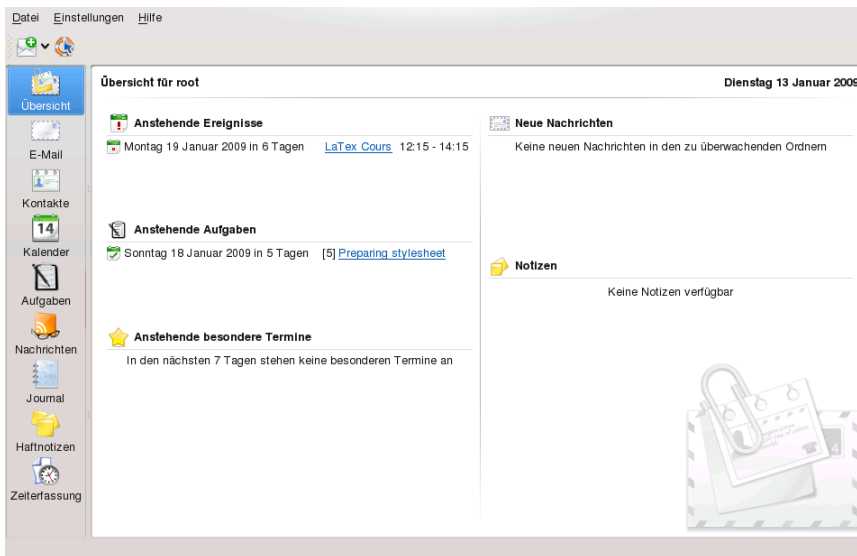 Datei Einstellungen Hilfe
Übersicht
E-Mail
Kontakte
14
Kalender
Aufgaben
Nachrichten
Journal
Haftnotizen
Zeiterfassung
Übersicht für root
Dienstag 13 Januar 2009
Anstehende Ereignisse
Montag 19 Januar 2009 in 6 Tagen LaTex Cours 12:15 - 14:15
Anstehende Aufgaben
Sonntag 18 Januar 2009 in 5 Tagen [5] Preparing stylesheet
Anstehende besondere Termine
In den nächsten 7 Tagen stehen keine besonderen Termine an
Neue Nachrichten
Keine neuen Nachrichten in den zu überwachenden Ordnern
Notizen
Keine Notizen verfügbar
4